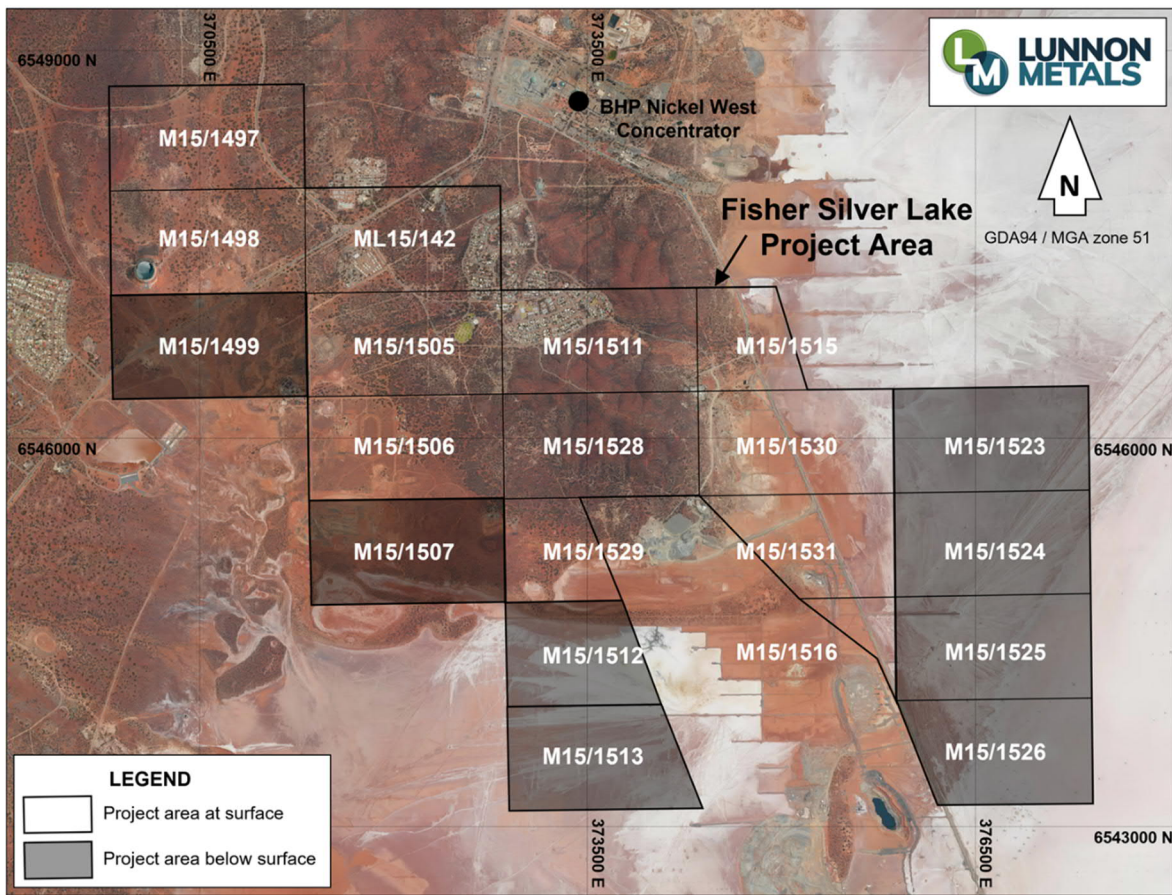 6549000 N
370500 E
373500 E
LM LUNNON
METALS
BHP Nickel West
Concentrator
N
GDA94 / MGA zone 51
M15/1497
M15/1498
ML15/142
Fisher Silver Lake
Project Area
M15/1499
M15/1505
M15/1511
M15/1515
6546000 N
M15/1506
M15/1528
M15/1530
M15/1523
6546000 N
M15/1507
M15/1529
M15/1531
M15/1524
M15/1512
M15/1516
M15/1525
M15/1513
M15/1526
LEGEND
Project area at surface
Project area below surface
373500 E
376500 E
6543000 N